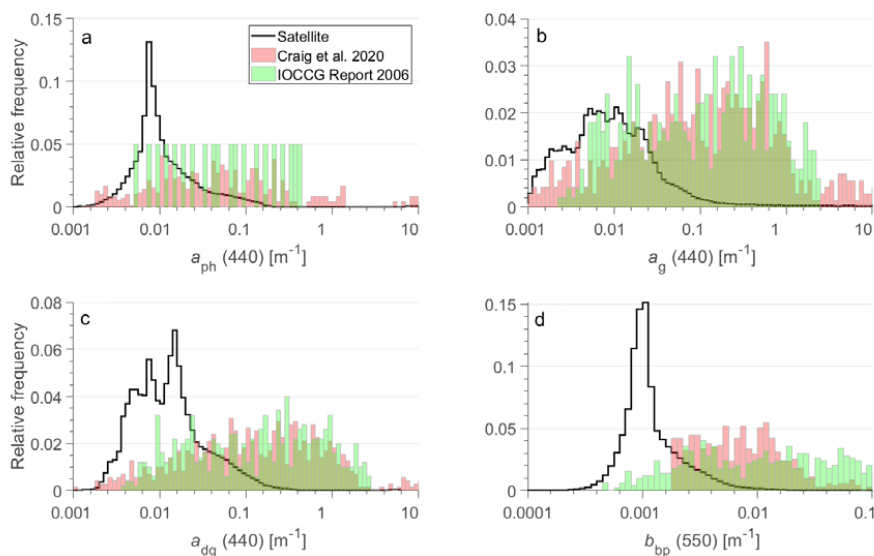 a
Satellite
Craig et al. 2020
IOCCG Report 2006
Relative frequency
0.15
0.10
0.05
0
0.001
0.01
0.1
1
10
a_ph (440) [m^-1]
b
0.04
0.03
0.02
0.01
0
0.001
0.01
0.1
1
10
a_g (440) [m^-1]
c
Relative frequency
0.08
0.06
0.04
0.02
0
0.001
0.01
0.1
1
10
a_dg (440) [m^-1]
d
0.15
0.1
0.05
0
0.0001
0.001
0.01
0.1
b_bp (550) [m^-1]